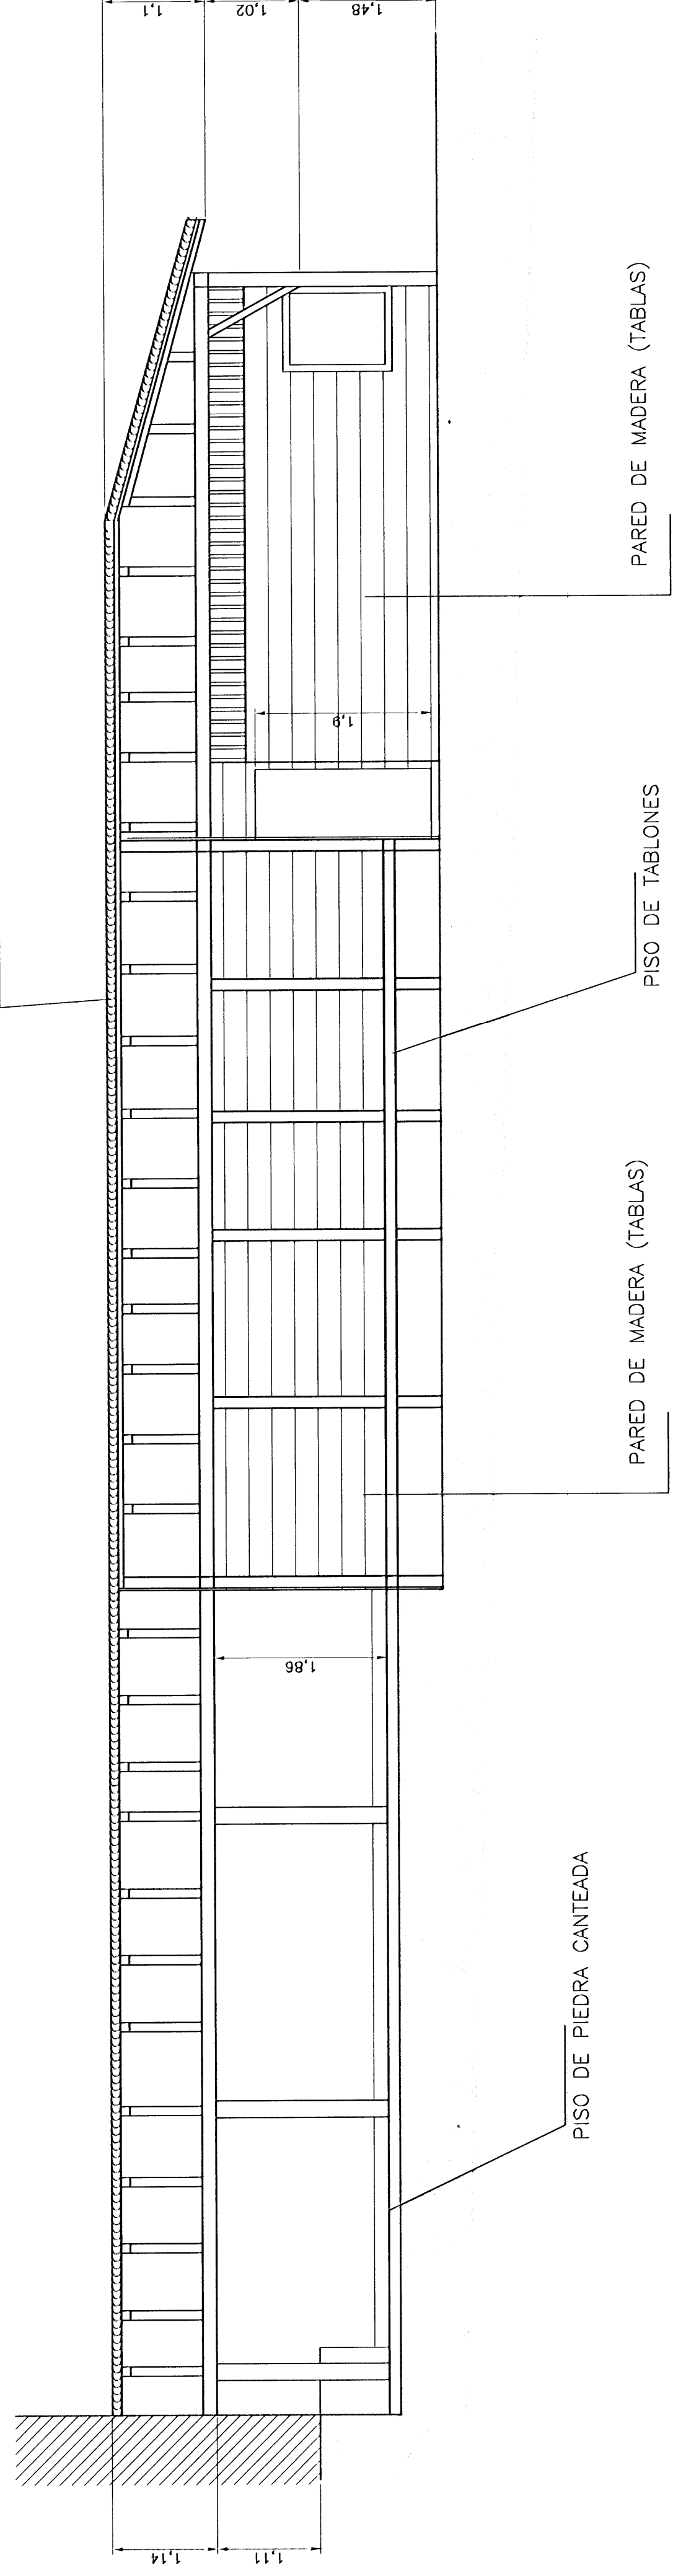 1,1
1,02
1,48
PARED DE MADERA (TABLAS)
1,9
PISO DE TABLONES
PARED DE MADERA (TABLAS)
1,86
PISO DE PIEDRA CANTEADA
1,14
1,11